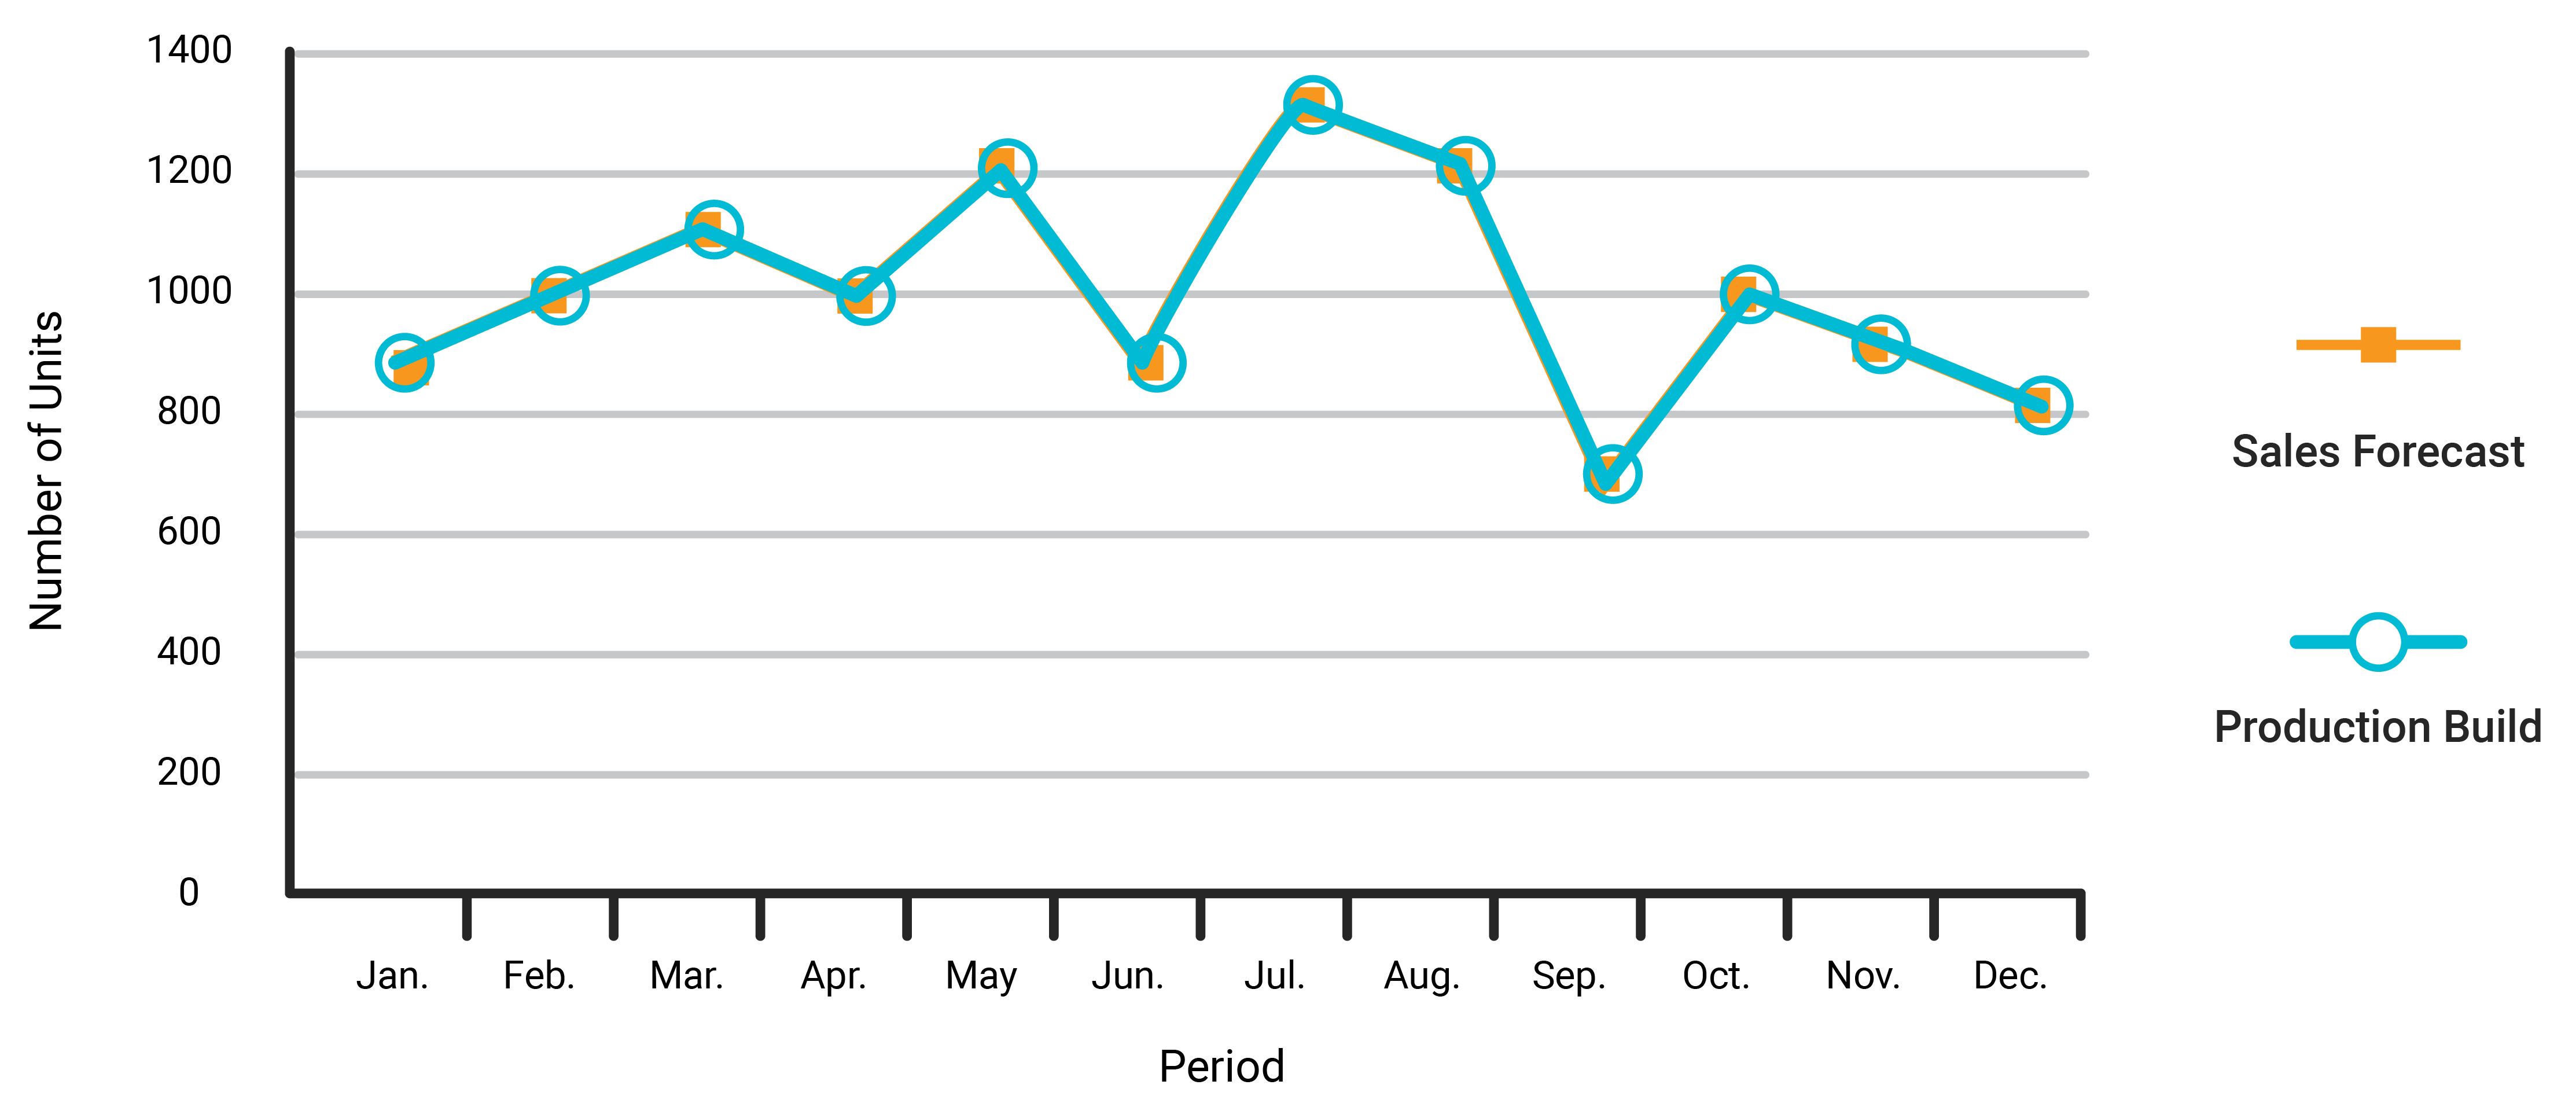 1400
1200
1000
800
600
400
200
0
Number of Units
Jan. Feb. Mar. Apr. May Jun. Jul. Aug. Sep. Oct. Nov. Dec.
Period
Sales Forecast
Production Build